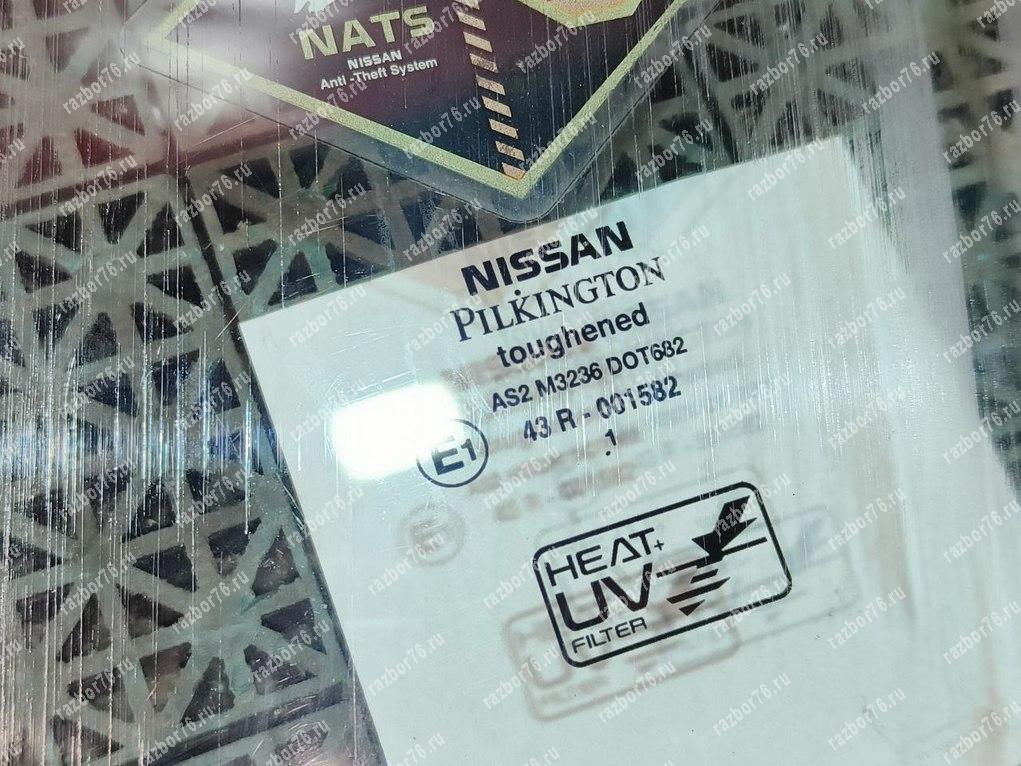 NATS
NISSAN
Anti -Theft System
NISSAN
PILKINGTON
toughened
AS2 M3236 DOT682
E1
43 R - 001582
.1
HEAT+
UV
FILTER
razbor76.ru